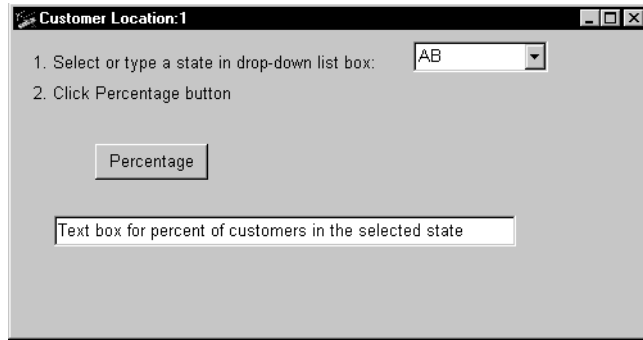 Customer Location:1
1. Select or type a state in drop-down list box:
AB
2. Click Percentage button
Percentage
Text box for percent of customers in the selected state